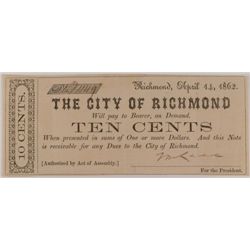 Richmond, April 14, 1862.
THE CITY OF RICHMOND
Will pay to Bearer, on Demand,
TEN CENTS
When presented in sums of One or more Dollars. And this Note
is receivable for any Dues to the City of Richmond.
[Authorized by Act of Assembly.]
For the President.
10 CENTS.